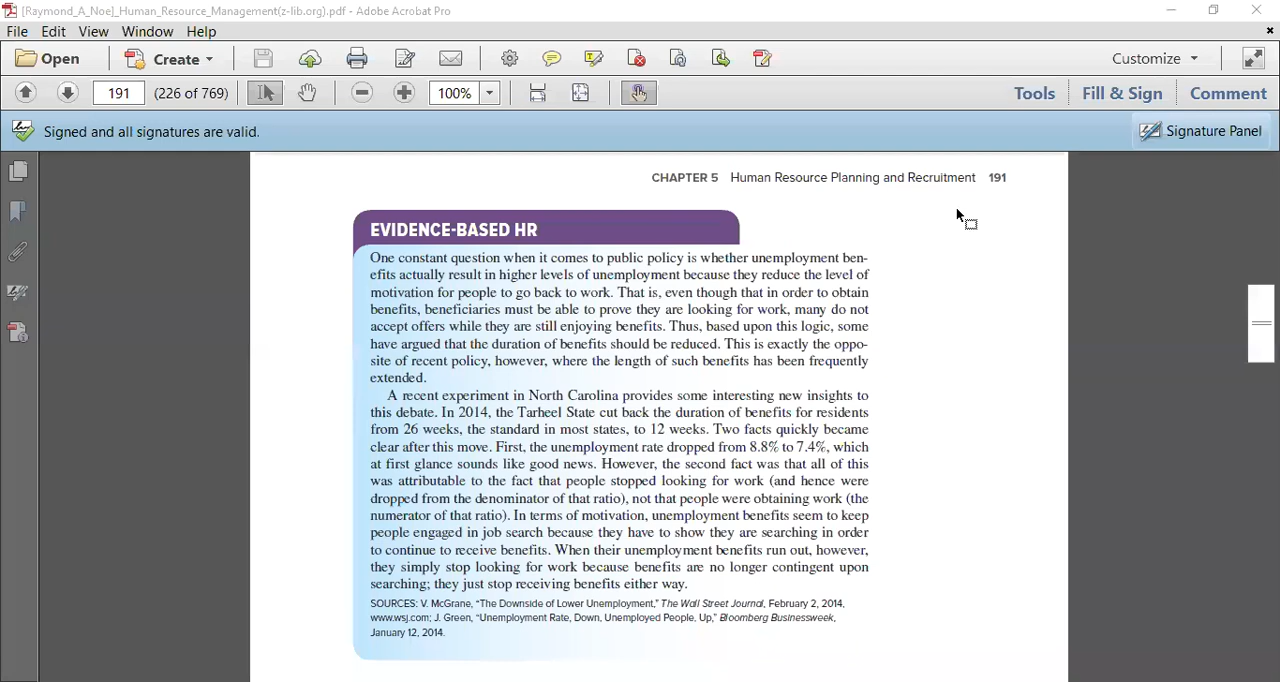 [Raymond_A_Noe]_Human_Resource_Management(z-lib.org).pdf - Adobe Acrobat Pro
File Edit View Window Help
Open Create Customize
191 (226 of 769) 100% Tools Fill & Sign Comment
Signed and all signatures are valid. Signature Panel
CHAPTER 5 Human Resource Planning and Recruitment 191
EVIDENCE-BASED HR
One constant question when it comes to public policy is whether unemployment ben-
efits actually result in higher levels of unemployment because they reduce the level of
motivation for people to go back to work. That is, even though that in order to obtain
benefits, beneficiaries must be able to prove they are looking for work, many do not
accept offers while they are still enjoying benefits. Thus, based upon this logic, some
have argued that the duration of benefits should be reduced. This is exactly the oppo-
site of recent policy, however, where the length of such benefits has been frequently
extended.
A recent experiment in North Carolina provides some interesting new insights to
this debate. In 2014, the Tarheel State cut back the duration of benefits for residents
from 26 weeks, the standard in most states, to 12 weeks. Two facts quickly became
clear after this move. First, the unemployment rate dropped from 8.8% to 7.4%, which
at first glance sounds like good news. However, the second fact was that all of this
was attributable to the fact that people stopped looking for work (and hence were
dropped from the denominator of that ratio), not that people were obtaining work (the
numerator of that ratio). In terms of motivation, unemployment benefits seem to keep
people engaged in job search because they have to show they are searching in order
to continue to receive benefits. When their unemployment benefits run out, however,
they simply stop looking for work because benefits are no longer contingent upon
searching; they just stop receiving benefits either way.
SOURCES: V. McGrane, "The Downside of Lower Unemployment," The Wall Street Journal, February 2, 2014,
www.wsj.com; J. Green, "Unemployment Rate, Down, Unemployed People, Up," Bloomberg Businessweek,
January 12, 2014.